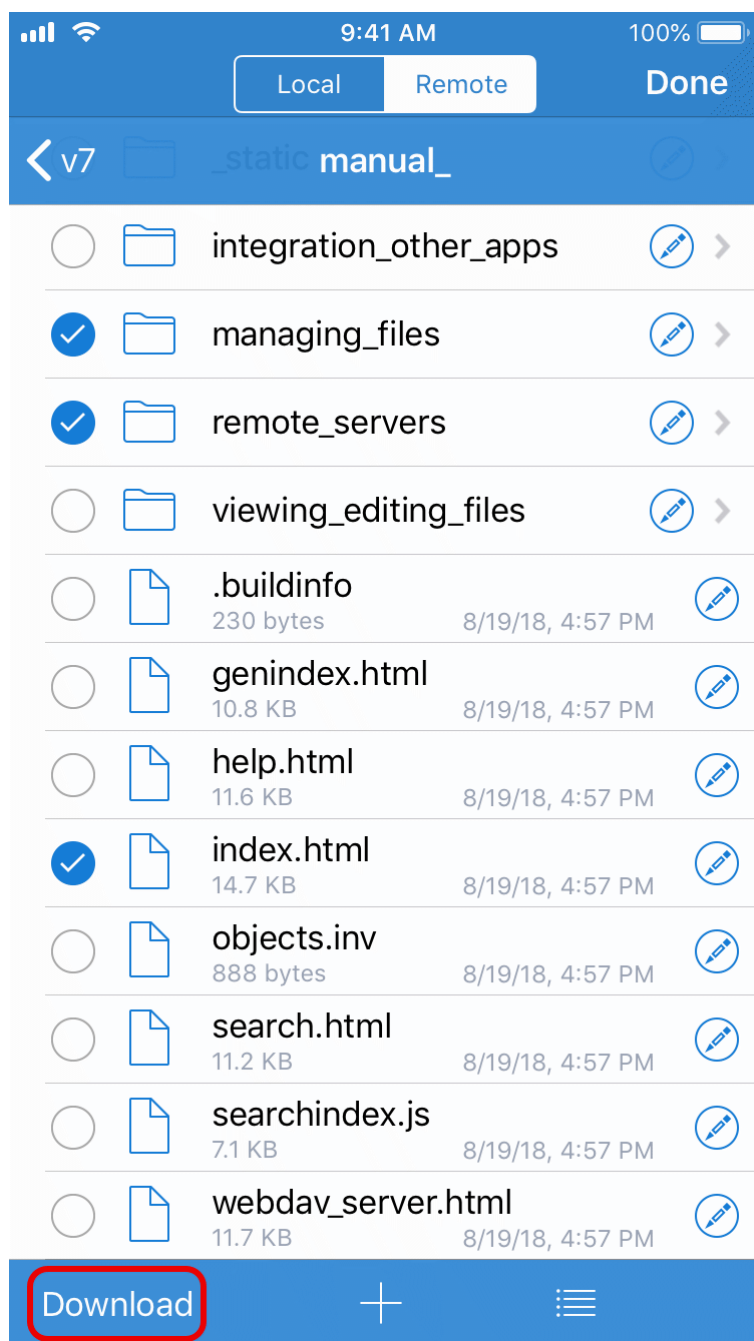 9:41 AM 100%
Local Remote Done
v7 _static manual_
integration_other_apps
managing_files
remote_servers
viewing_editing_files
.buildinfo
230 bytes 8/19/18, 4:57 PM
genindex.html
10.8 KB 8/19/18, 4:57 PM
help.html
11.6 KB 8/19/18, 4:57 PM
index.html
14.7 KB 8/19/18, 4:57 PM
objects.inv
888 bytes 8/19/18, 4:57 PM
search.html
11.2 KB 8/19/18, 4:57 PM
searchindex.js
7.1 KB 8/19/18, 4:57 PM
webdav_server.html
11.7 KB 8/19/18, 4:57 PM
Download